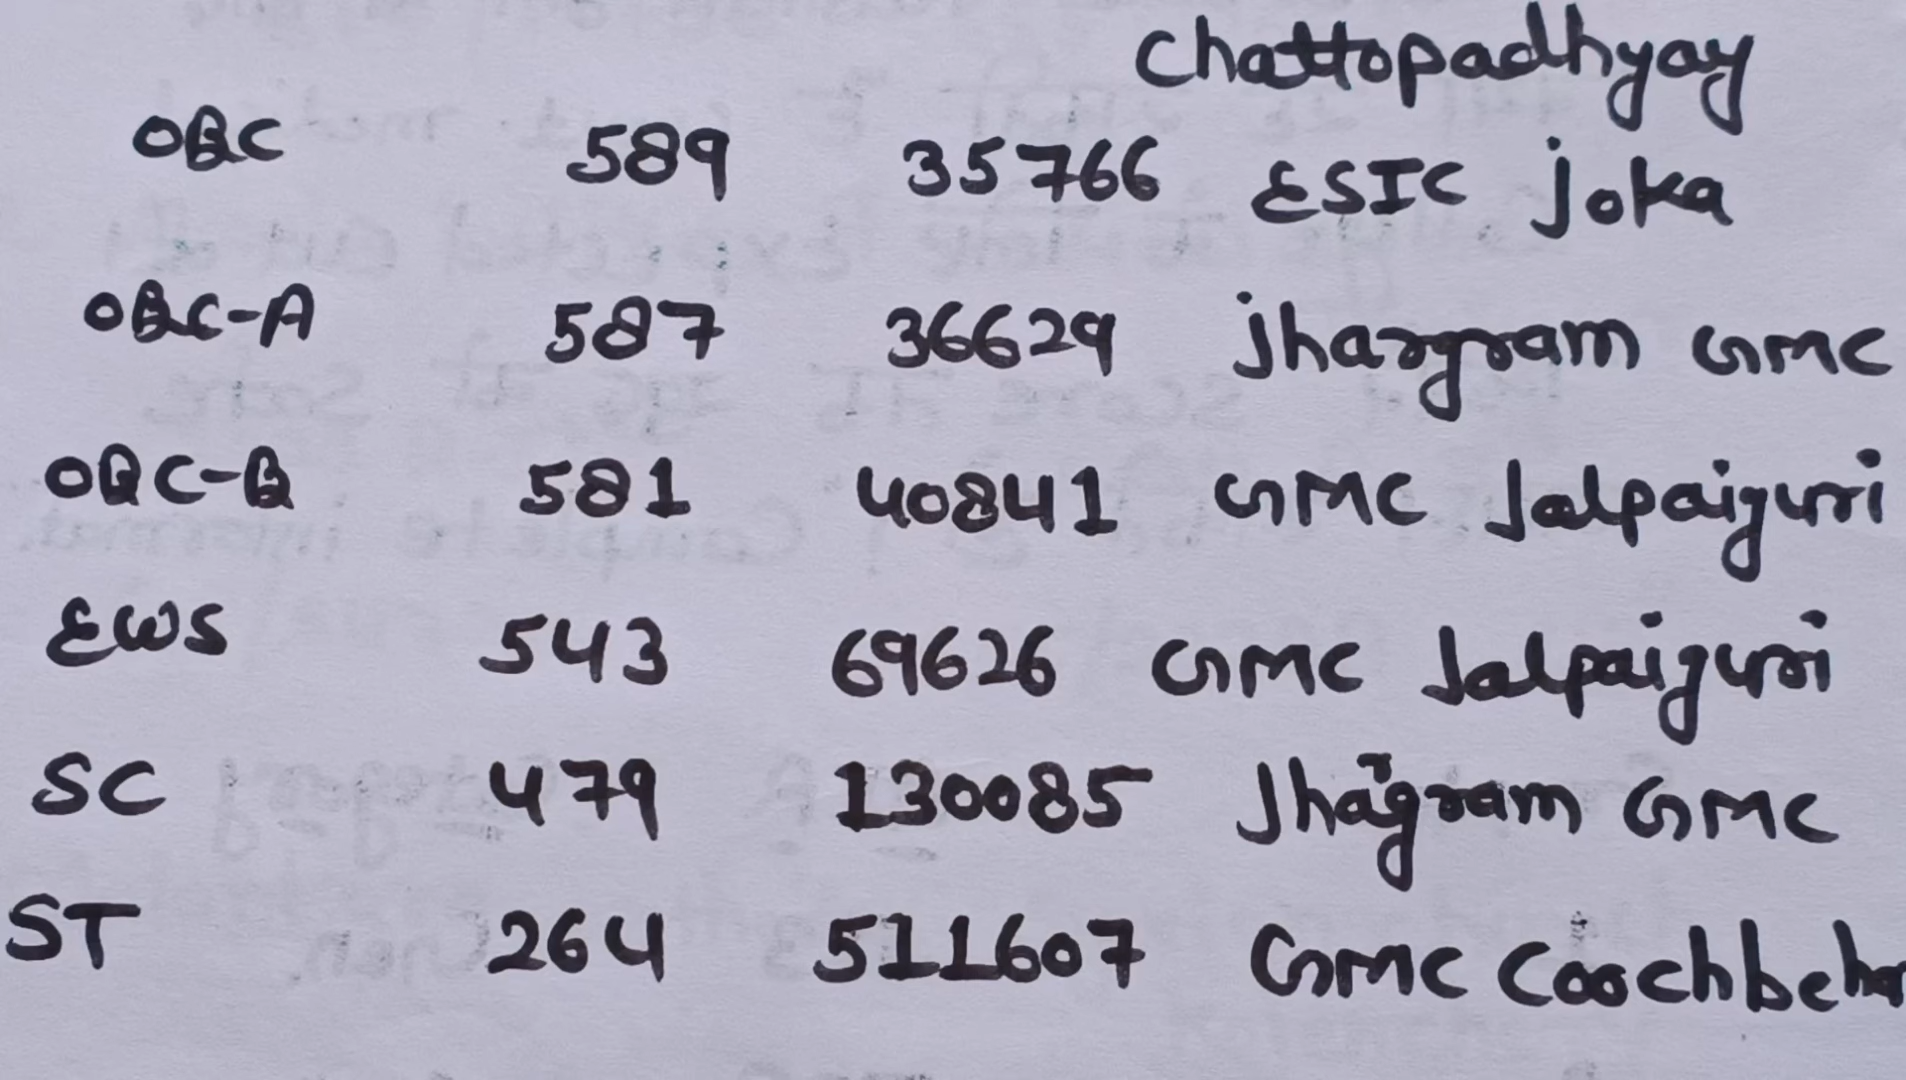 Chattopadhyay
OBC 589 35766 ESIC Joka
OBC-A 587 36629 Jhargram GMC
OBC-B 581 40841 GMC Jalpaiguri
EWS 543 69626 GMC Jalpaiguri
SC 479 130085 Jhargram GMC
ST 264 511607 GMC Coochbehar